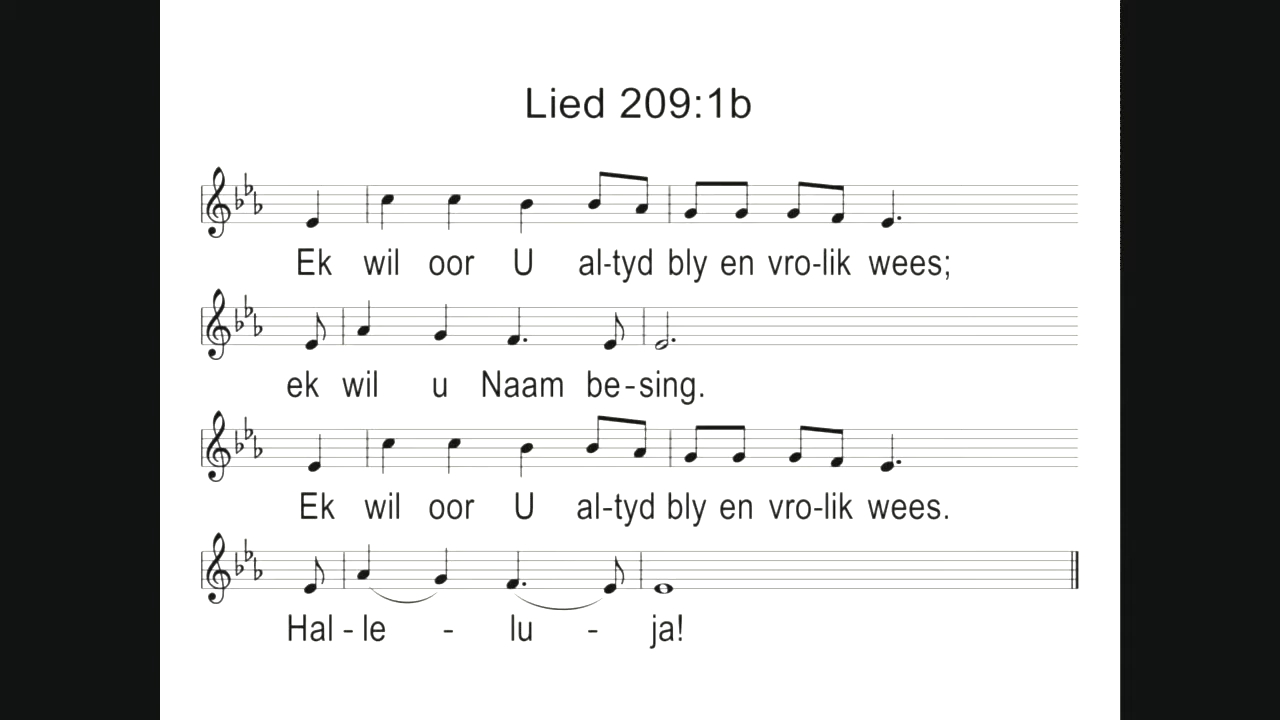 Lied 209:1b
Ek wil oor U al-tyd bly en vro-lik wees;
ek wil u Naam be-sing.
Ek wil oor U al-tyd bly en vro-lik wees.
Hal - le - lu - ja!